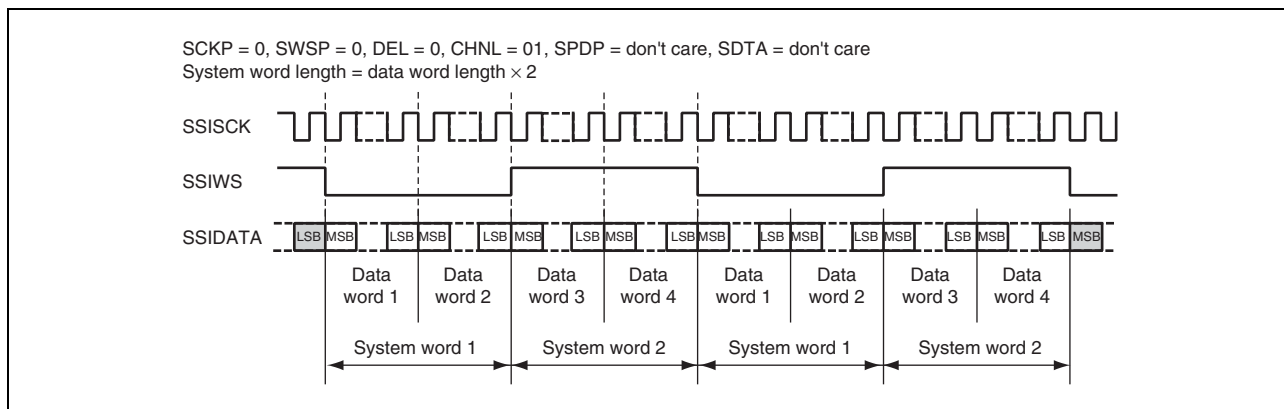 SCKP = 0, SWSP = 0, DEL = 0, CHNL = 01, SPDP = don't care, SDTA = don't care
System word length = data word length × 2
SSISCK
SSIWS
SSIDATA
LSB MSB LSB MSB LSB MSB LSB MSB LSB MSB LSB MSB LSB MSB LSB MSB LSB MSB
Data word 1
Data word 2
Data word 3
Data word 4
Data word 1
Data word 2
Data word 3
Data word 4
System word 1
System word 2
System word 1
System word 2